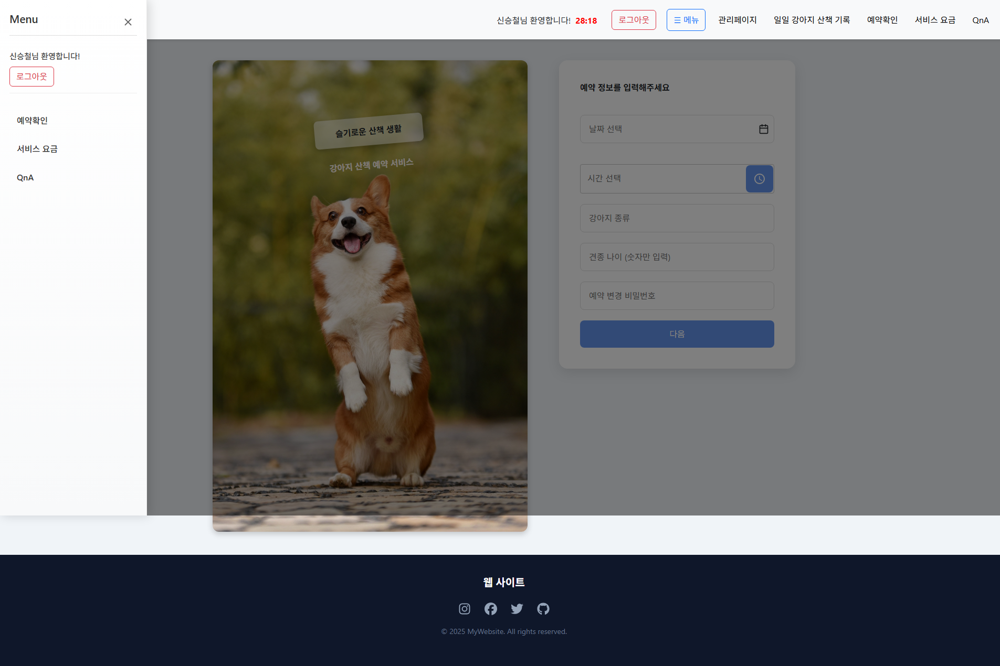 Menu
신승철님 환영합니다!
로그아웃
예약확인
서비스 요금
QnA
신승철님 환영합니다! 28:18 로그아웃 ☰ 메뉴 관리페이지 일일 강아지 산책 기록 예약확인 서비스 요금 QnA
슬기로운 산책 생활
강아지 산책 예약 서비스
예약 정보를 입력해주세요
날짜 선택
시간 선택
강아지 종류
견종 나이 (숫자만 입력)
예약 변경 비밀번호
다음
웹 사이트
© 2025 MyWebsite. All rights reserved.